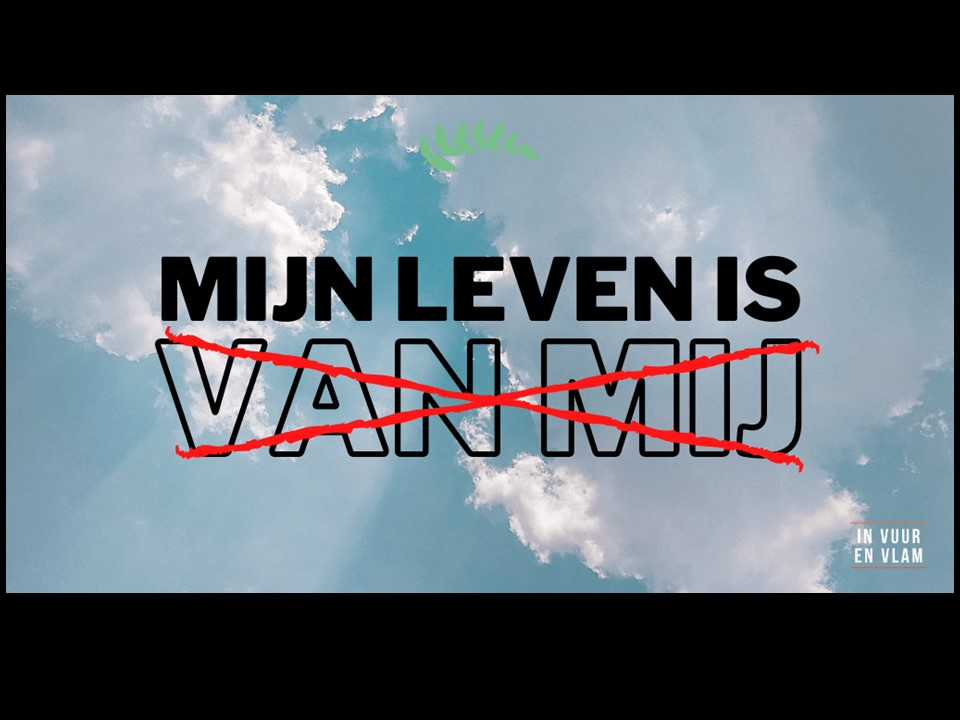 MIJN LEVEN IS
VAN MIJ
IN VUUR
EN VLAM